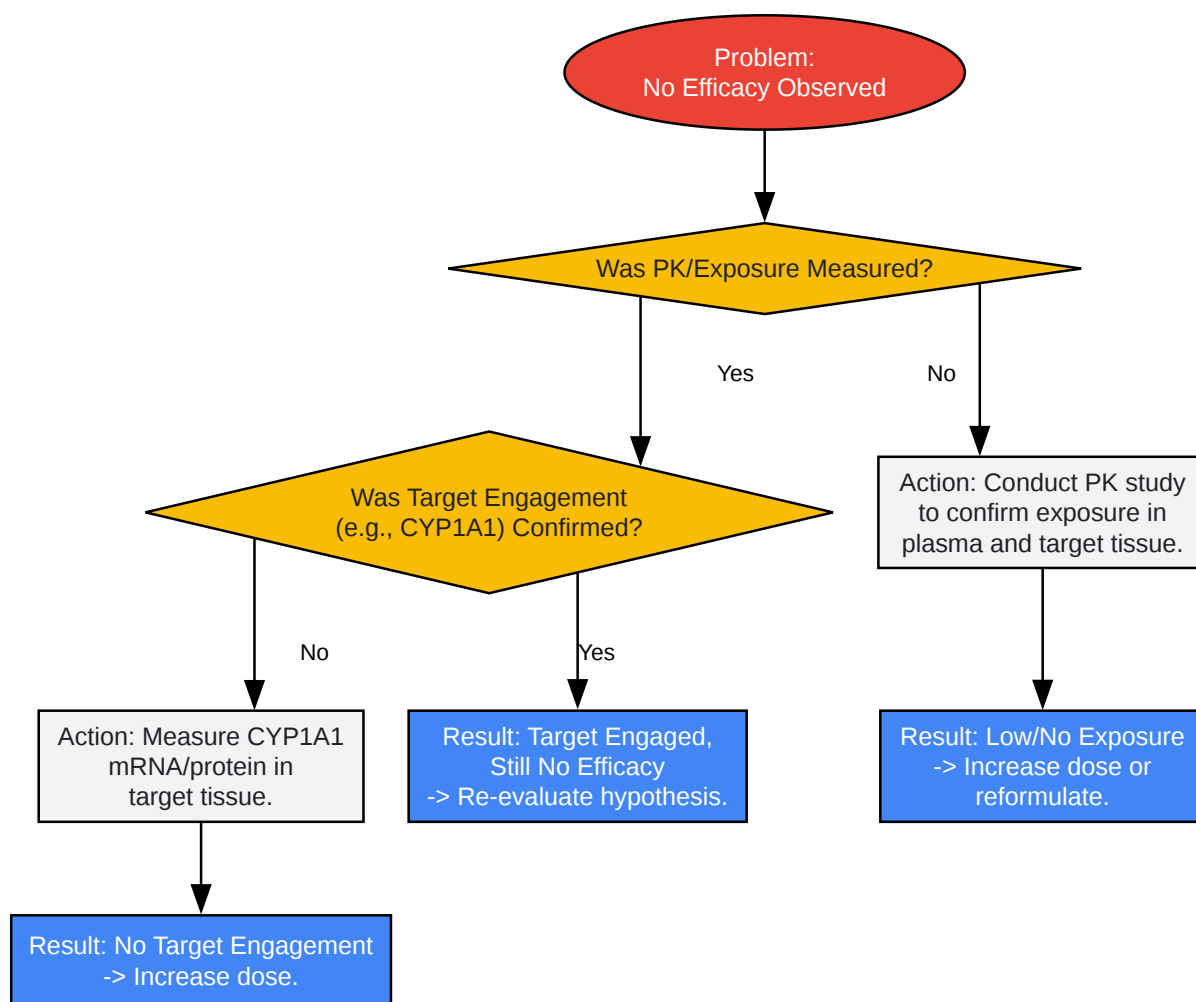 Problem:
No Efficacy Observed
Was PK/Exposure Measured?
Yes
No
Was Target Engagement
(e.g., CYP1A1) Confirmed?
Action: Conduct PK study
to confirm exposure in
plasma and target tissue.
No
Yes
Action: Measure CYP1A1
mRNA/protein in
target tissue.
Result: Target Engaged,
Still No Efficacy
-> Re-evaluate hypothesis.
Result: Low/No Exposure
-> Increase dose or
reformulate.
Result: No Target Engagement
-> Increase dose.